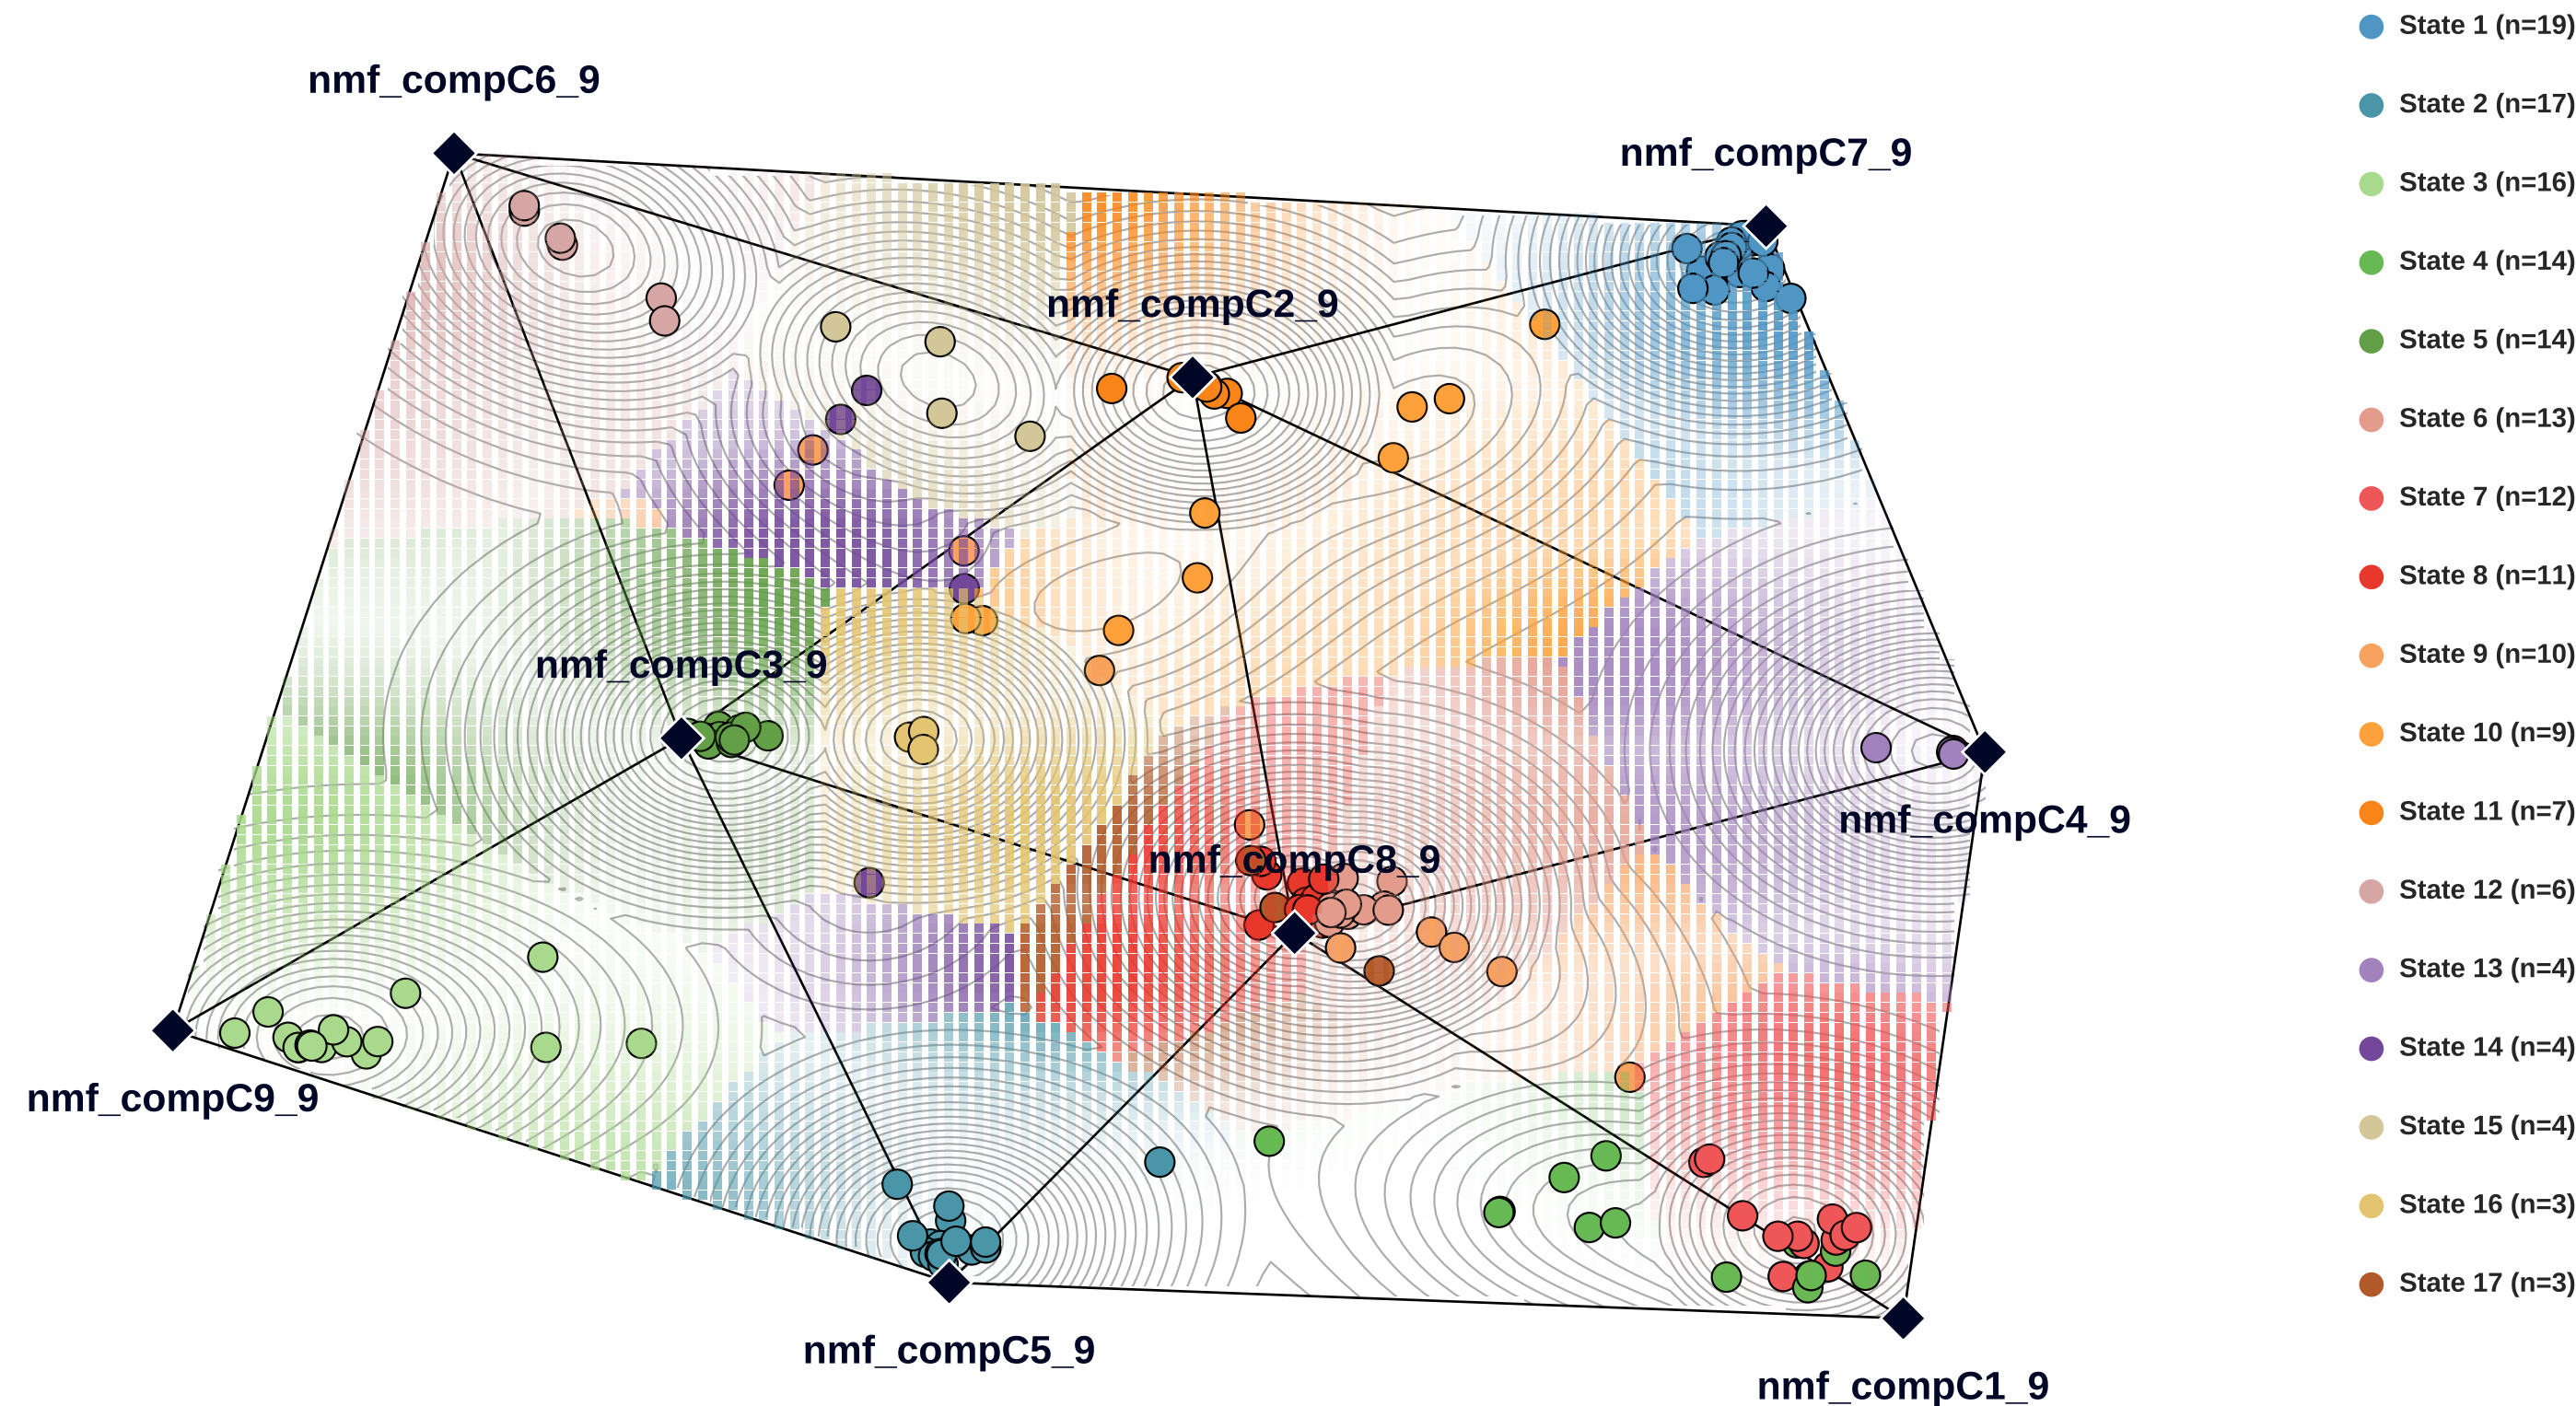 nmf_compC6_9
nmf_compC7_9
nmf_compC2_9
nmf_compC3_9
nmf_compC4_9
nmf_compC8_9
nmf_compC9_9
nmf_compC5_9
nmf_compC1_9
State 1 (n=19)
State 2 (n=17)
State 3 (n=16)
State 4 (n=14)
State 5 (n=14)
State 6 (n=13)
State 7 (n=12)
State 8 (n=11)
State 9 (n=10)
State 10 (n=9)
State 11 (n=7)
State 12 (n=6)
State 13 (n=4)
State 14 (n=4)
State 15 (n=4)
State 16 (n=3)
State 17 (n=3)